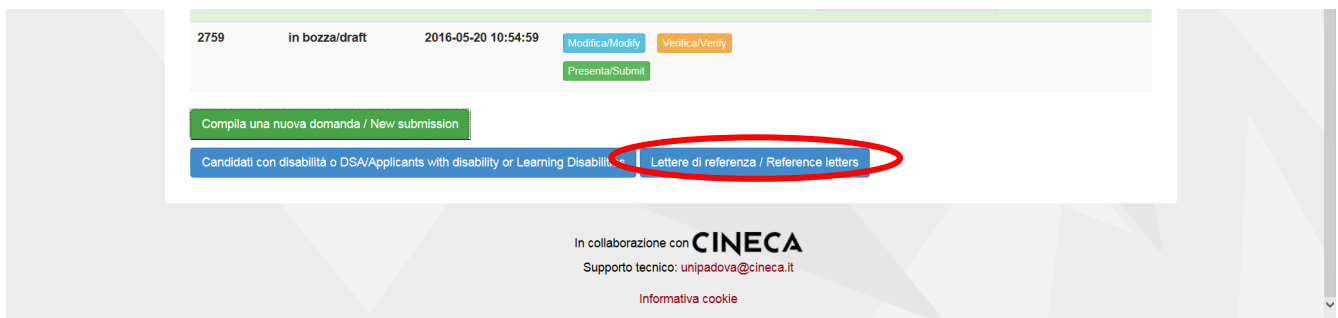 2759 in bozza/draft 2016-05-20 10:54:59 Modifica/Modify Verifica/Verify
Presenta/Submit
Compila una nuova domanda / New submission
Candidati con disabilità o DSA/Applicants with disability or Learning Disabilities Lettere di referenza / Reference letters
In collaborazione con CINECA
Supporto tecnico: unipadova@cineca.it
Informativa cookie